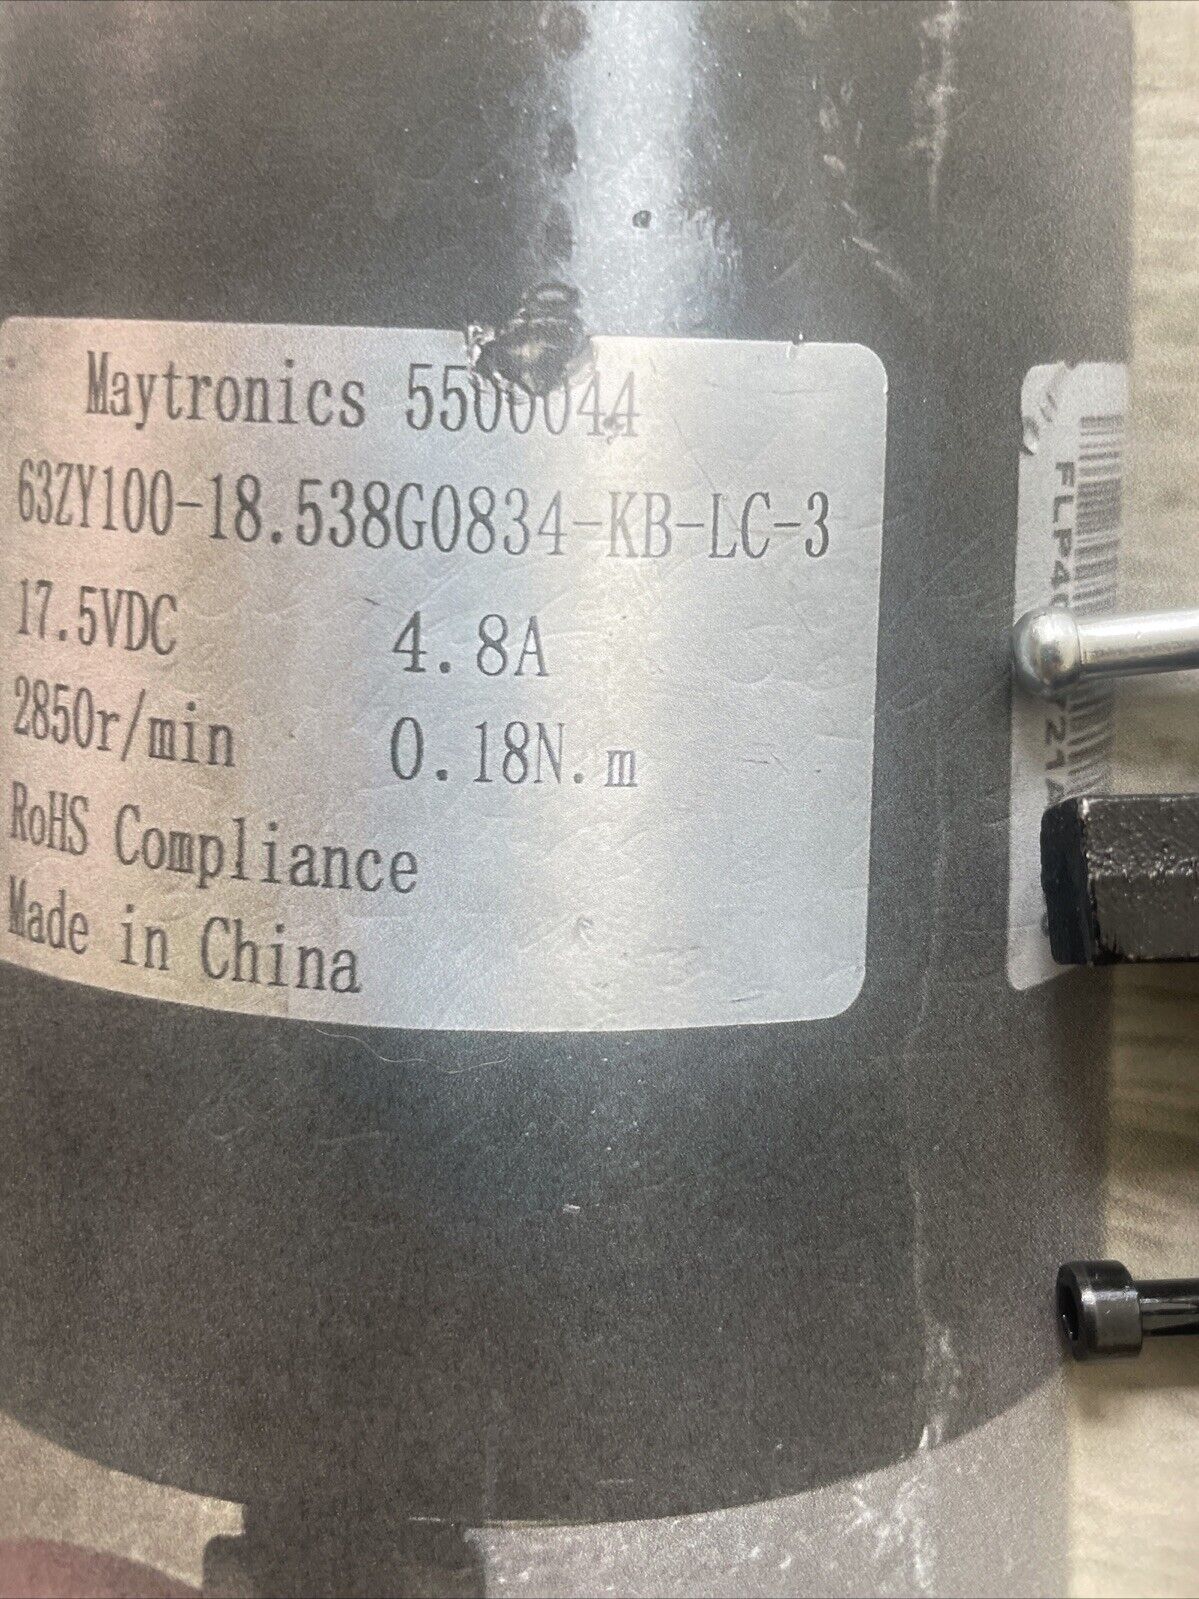 Maytronics 5500044
63ZY100-18.538G0834-KB-LC-3
17.5VDC 4.8A
2850r/min 0.18N.m
RoHS Compliance
Made in China